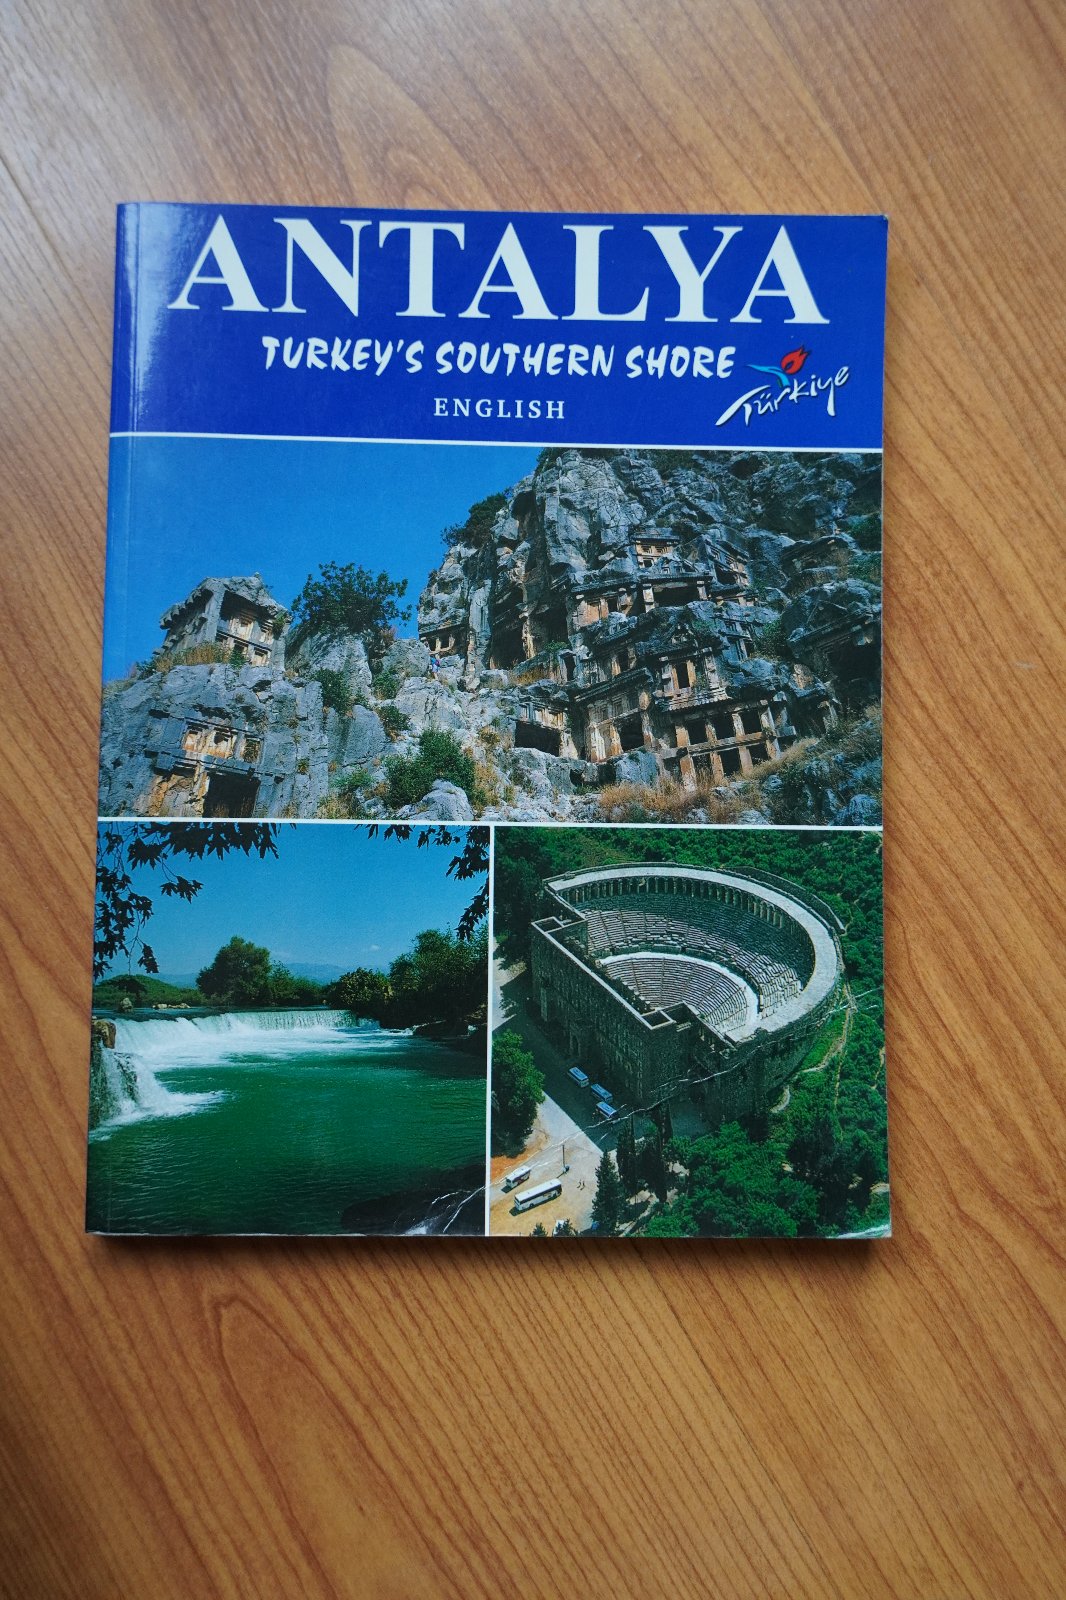 ANTALYA
TURKEY'S SOUTHERN SHORE
Türkiye
ENGLISH